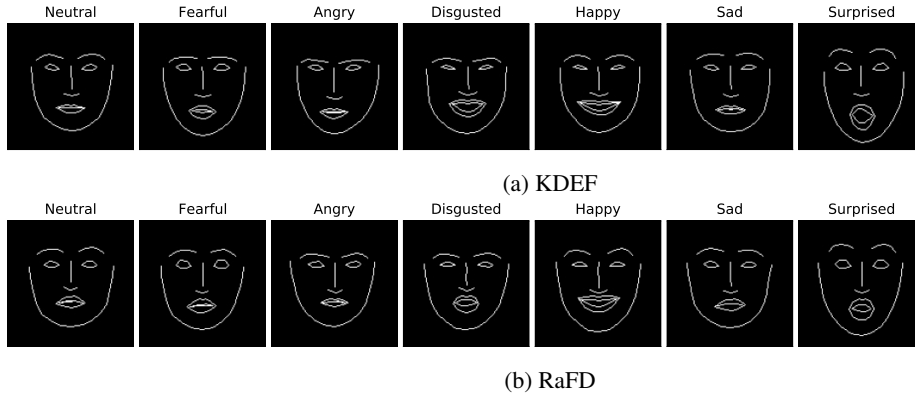 Neutral Fearful Angry Disgusted Happy Sad Surprised
(a) KDEF
Neutral Fearful Angry Disgusted Happy Sad Surprised
(b) RaFD